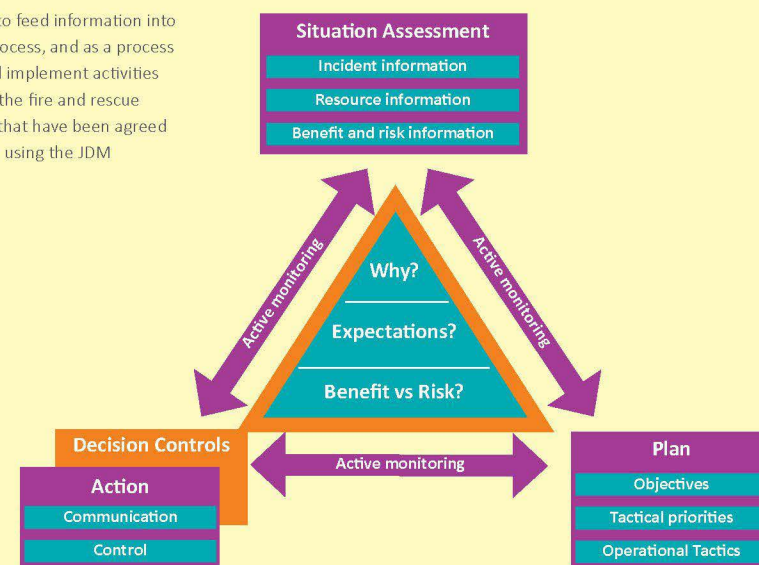 to feed information into
ocess, and as a process
l implement activities
the fire and rescue
that have been agreed
using the JDM
Situation Assessment
Incident information
Resource information
Benefit and risk information
Active monitoring
Active monitoring
Why?
Expectations?
Benefit vs Risk?
Decision Controls
Action
Communication
Control
Active monitoring
Plan
Objectives
Tactical priorities
Operational Tactics